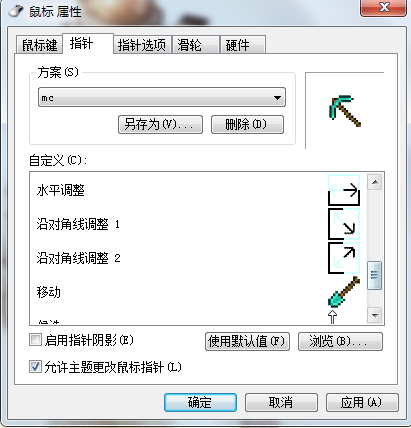 鼠标 属性
鼠标键 指针 指针选项 滑轮 硬件
方案(S)
mc
另存为(V)... 删除(D)
自定义(C):
水平调整
沿对角线调整 1
沿对角线调整 2
移动
候选
启用指针阴影(E) 使用默认值(F) 浏览(B)...
允许主题更改鼠标指针(L)
确定 取消 应用(A)